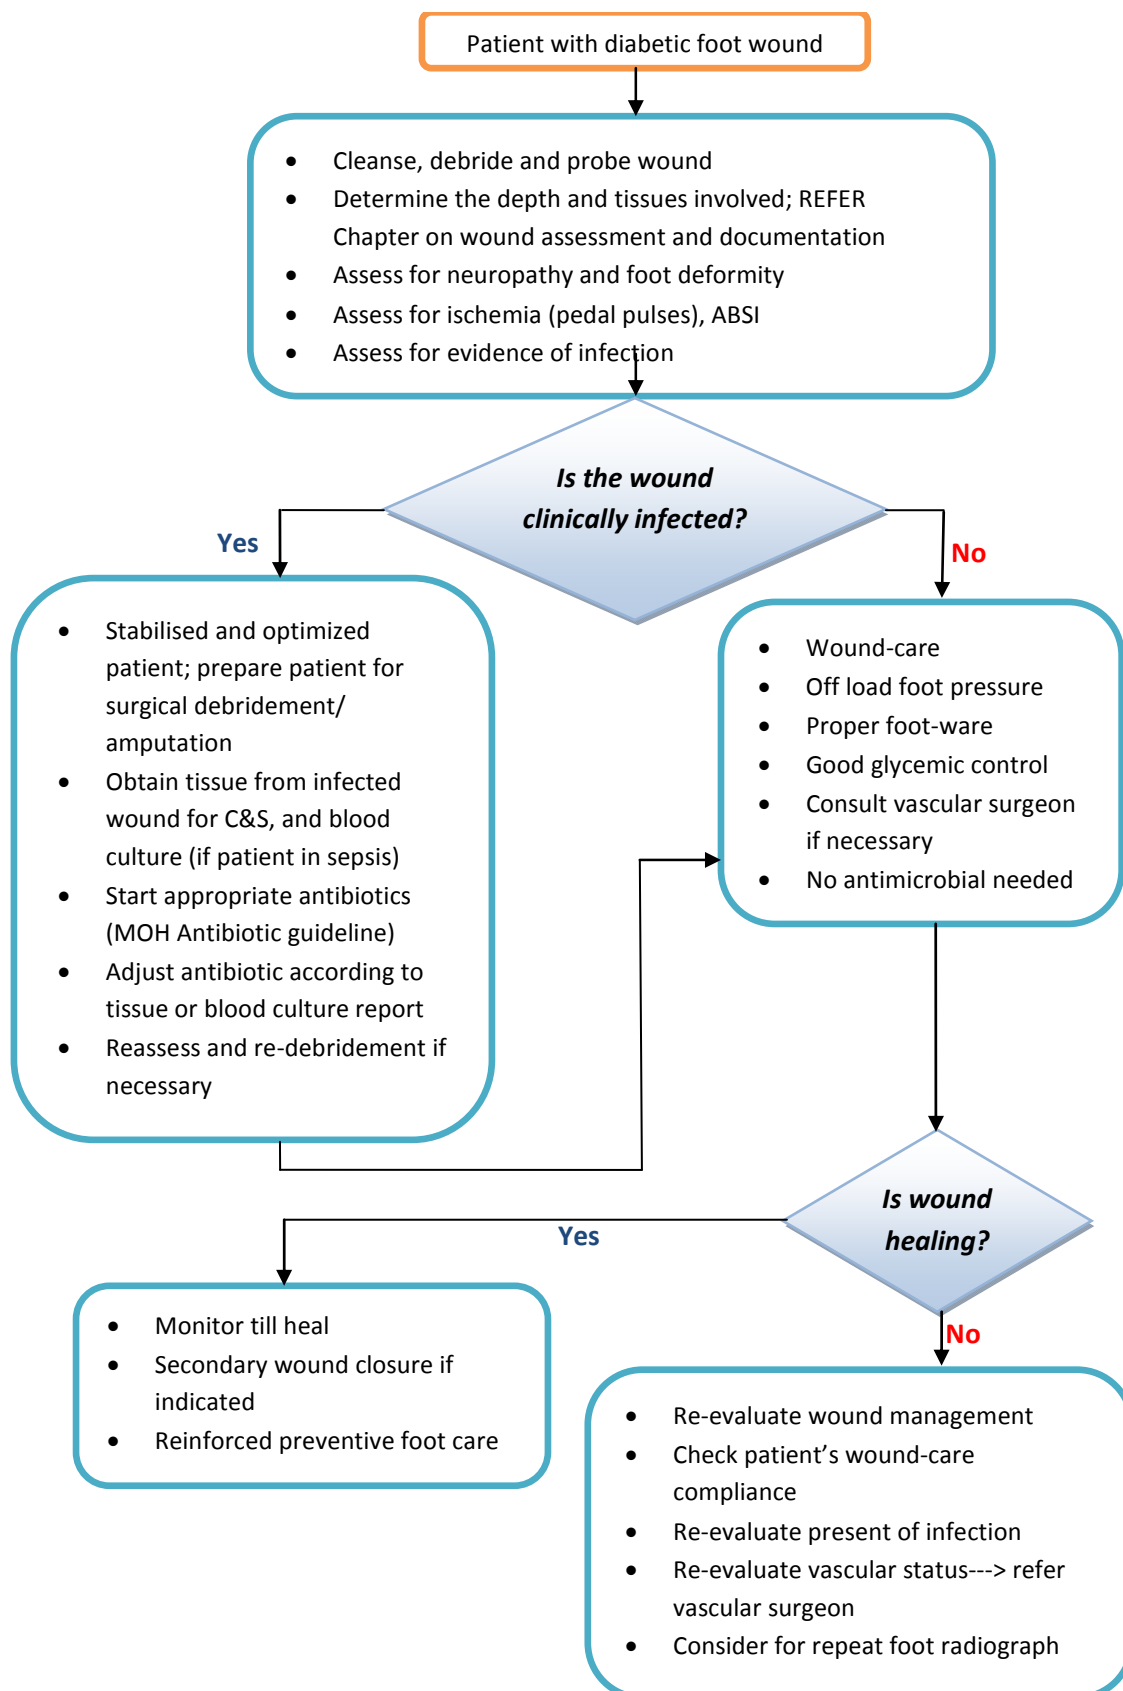 Patient with diabetic foot wound
• Cleanse, debride and probe wound
• Determine the depth and tissues involved; REFER
Chapter on wound assessment and documentation
• Assess for neuropathy and foot deformity
• Assess for ischemia (pedal pulses), ABSI
• Assess for evidence of infection
Is the wound
clinically infected?
Yes
No
• Stabilised and optimized
patient; prepare patient for
surgical debridement/
amputation
• Obtain tissue from infected
wound for C&S, and blood
culture (if patient in sepsis)
• Start appropriate antibiotics
(MOH Antibiotic guideline)
• Adjust antibiotic according to
tissue or blood culture report
• Reassess and re-debridement if
necessary
• Wound-care
• Off load foot pressure
• Proper foot-ware
• Good glycemic control
• Consult vascular surgeon
if necessary
• No antimicrobial needed
Is wound
healing?
Yes
No
• Monitor till heal
• Secondary wound closure if
indicated
• Reinforced preventive foot care
• Re-evaluate wound management
• Check patient’s wound-care
compliance
• Re-evaluate present of infection
• Re-evaluate vascular status---> refer
vascular surgeon
• Consider for repeat foot radiograph